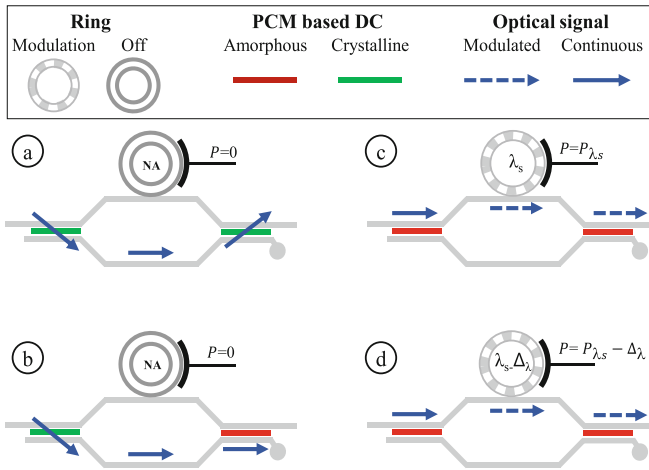 Ring PCM based DC Optical signal
Modulation Off Amorphous Crystalline Modulated Continuous
a NA P=0
c λs P=Pλs
b NA P=0
d λs-Δλ P= Pλs − Δλ